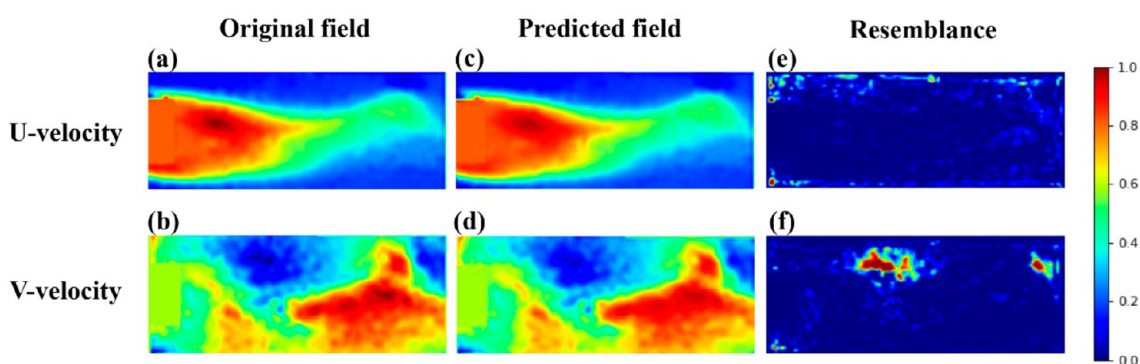 Original field Predicted field Resemblance
(a) (c) (e)
U-velocity
(b) (d) (f)
V-velocity
1.0
0.8
0.6
0.4
0.2
0.0